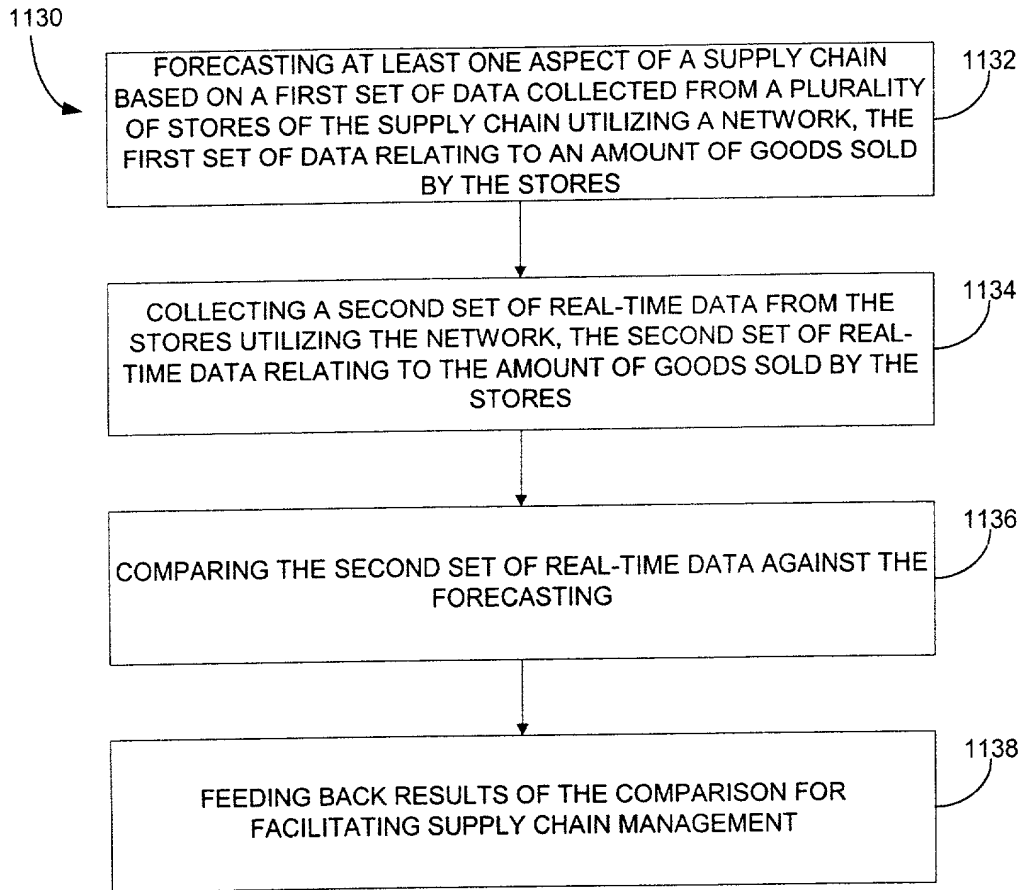 1130
FORECASTING AT LEAST ONE ASPECT OF A SUPPLY CHAIN
BASED ON A FIRST SET OF DATA COLLECTED FROM A PLURALITY
OF STORES OF THE SUPPLY CHAIN UTILIZING A NETWORK, THE
FIRST SET OF DATA RELATING TO AN AMOUNT OF GOODS SOLD
BY THE STORES
1132
COLLECTING A SECOND SET OF REAL-TIME DATA FROM THE
STORES UTILIZING THE NETWORK, THE SECOND SET OF REAL-
TIME DATA RELATING TO THE AMOUNT OF GOODS SOLD BY THE
STORES
1134
COMPARING THE SECOND SET OF REAL-TIME DATA AGAINST THE
FORECASTING
1136
FEEDING BACK RESULTS OF THE COMPARISON FOR
FACILITATING SUPPLY CHAIN MANAGEMENT
1138